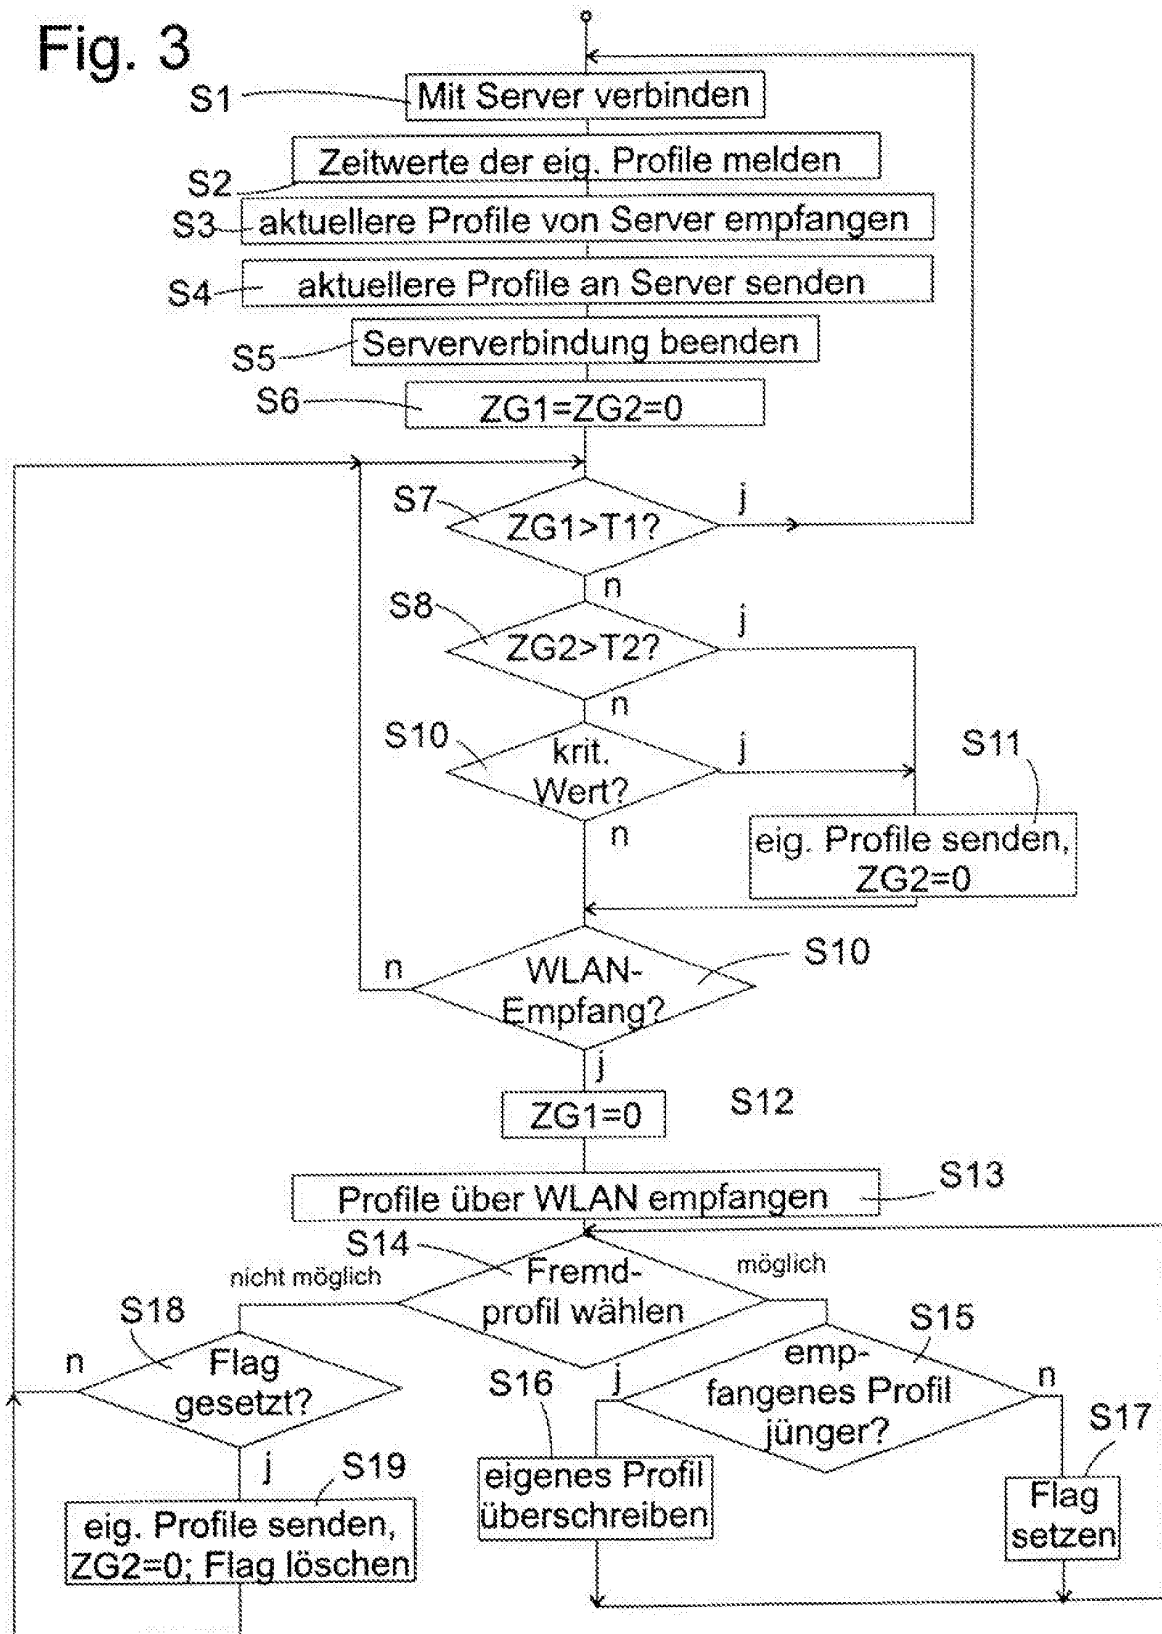 Fig. 3
S1
Mit Server verbinden
Zeitwerte der eig. Profile melden
S2
S3
aktuellere Profile von Server empfangen
S4
aktuellere Profile an Server senden
S5
Serververbindung beenden
S6
ZG1=ZG2=0
S7
ZG1>T1?
j
n
S8
ZG2>T2?
j
n
S10
krit.
Wert?
j
n
S11
eig. Profile senden,
ZG2=0
n
WLAN-
Empfang?
S10
j
ZG1=0
S12
Profile über WLAN empfangen
S13
S14
nicht möglich
Fremd-
profil wählen
möglich
S18
n
Flag
gesetzt?
j
S15
emp-
fangenes Profil
jünger?
j
n
S16
eigenes Profil
überschreiben
S17
Flag
setzen
S19
eig. Profile senden,
ZG2=0; Flag löschen